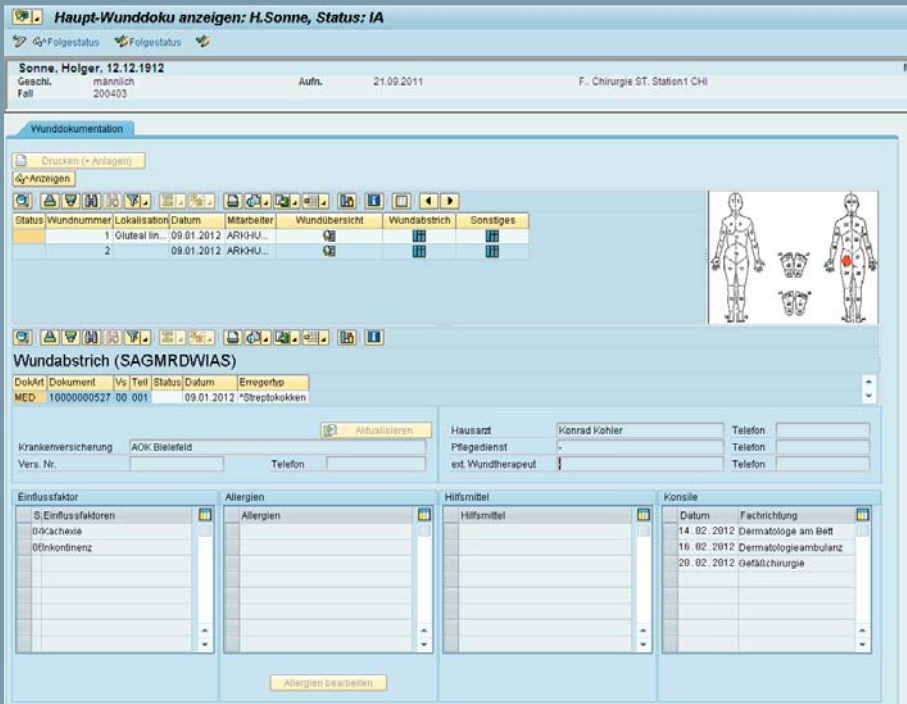 Haupt-Wunddoku anzeigen: H.Sonne, Status: IA
Folgestatus Folgestatus
Sonne, Holger, 12.12.1912
Geschl. männlich Aufn. 21.09.2011 F.. Chirurgie ST. Station1 CHI
Fall 200403
Wunddokumentation
Drucken (+ Anlagen)
Anzeigen
Status Wundnummer Lokalisation Datum Mitarbeiter Wundübersicht Wundabstrich Sonstiges
1 Gluteal lin... 09.01.2012 ARKHU...
2 09.01.2012 ARKHU...
Wundabstrich (SAGMRDWIAS)
DokArt Dokument Vs Teil Status Datum Erregertyp
MED 10000000527 00 001 09.01.2012 *Streptokokken
Aktualisieren Hausarzt Konrad Kohler Telefon
Krankenversicherung AOK Bielefeld Pflegedienst - Telefon
Vers. Nr. Telefon ext. Wundtherapeut Telefon
Einflussfaktor Allergien Hilfsmittel Konsile
S. Einflussfaktoren Allergien Hilfsmittel Datum Fachrichtung
04 Kachexie 14.02.2012 Dermatologe am Bett
06 Inkontinenz 16.02.2012 Dermatologieambulanz
20.02.2012 Gefäßchirurgie
Allergien bearbeiten